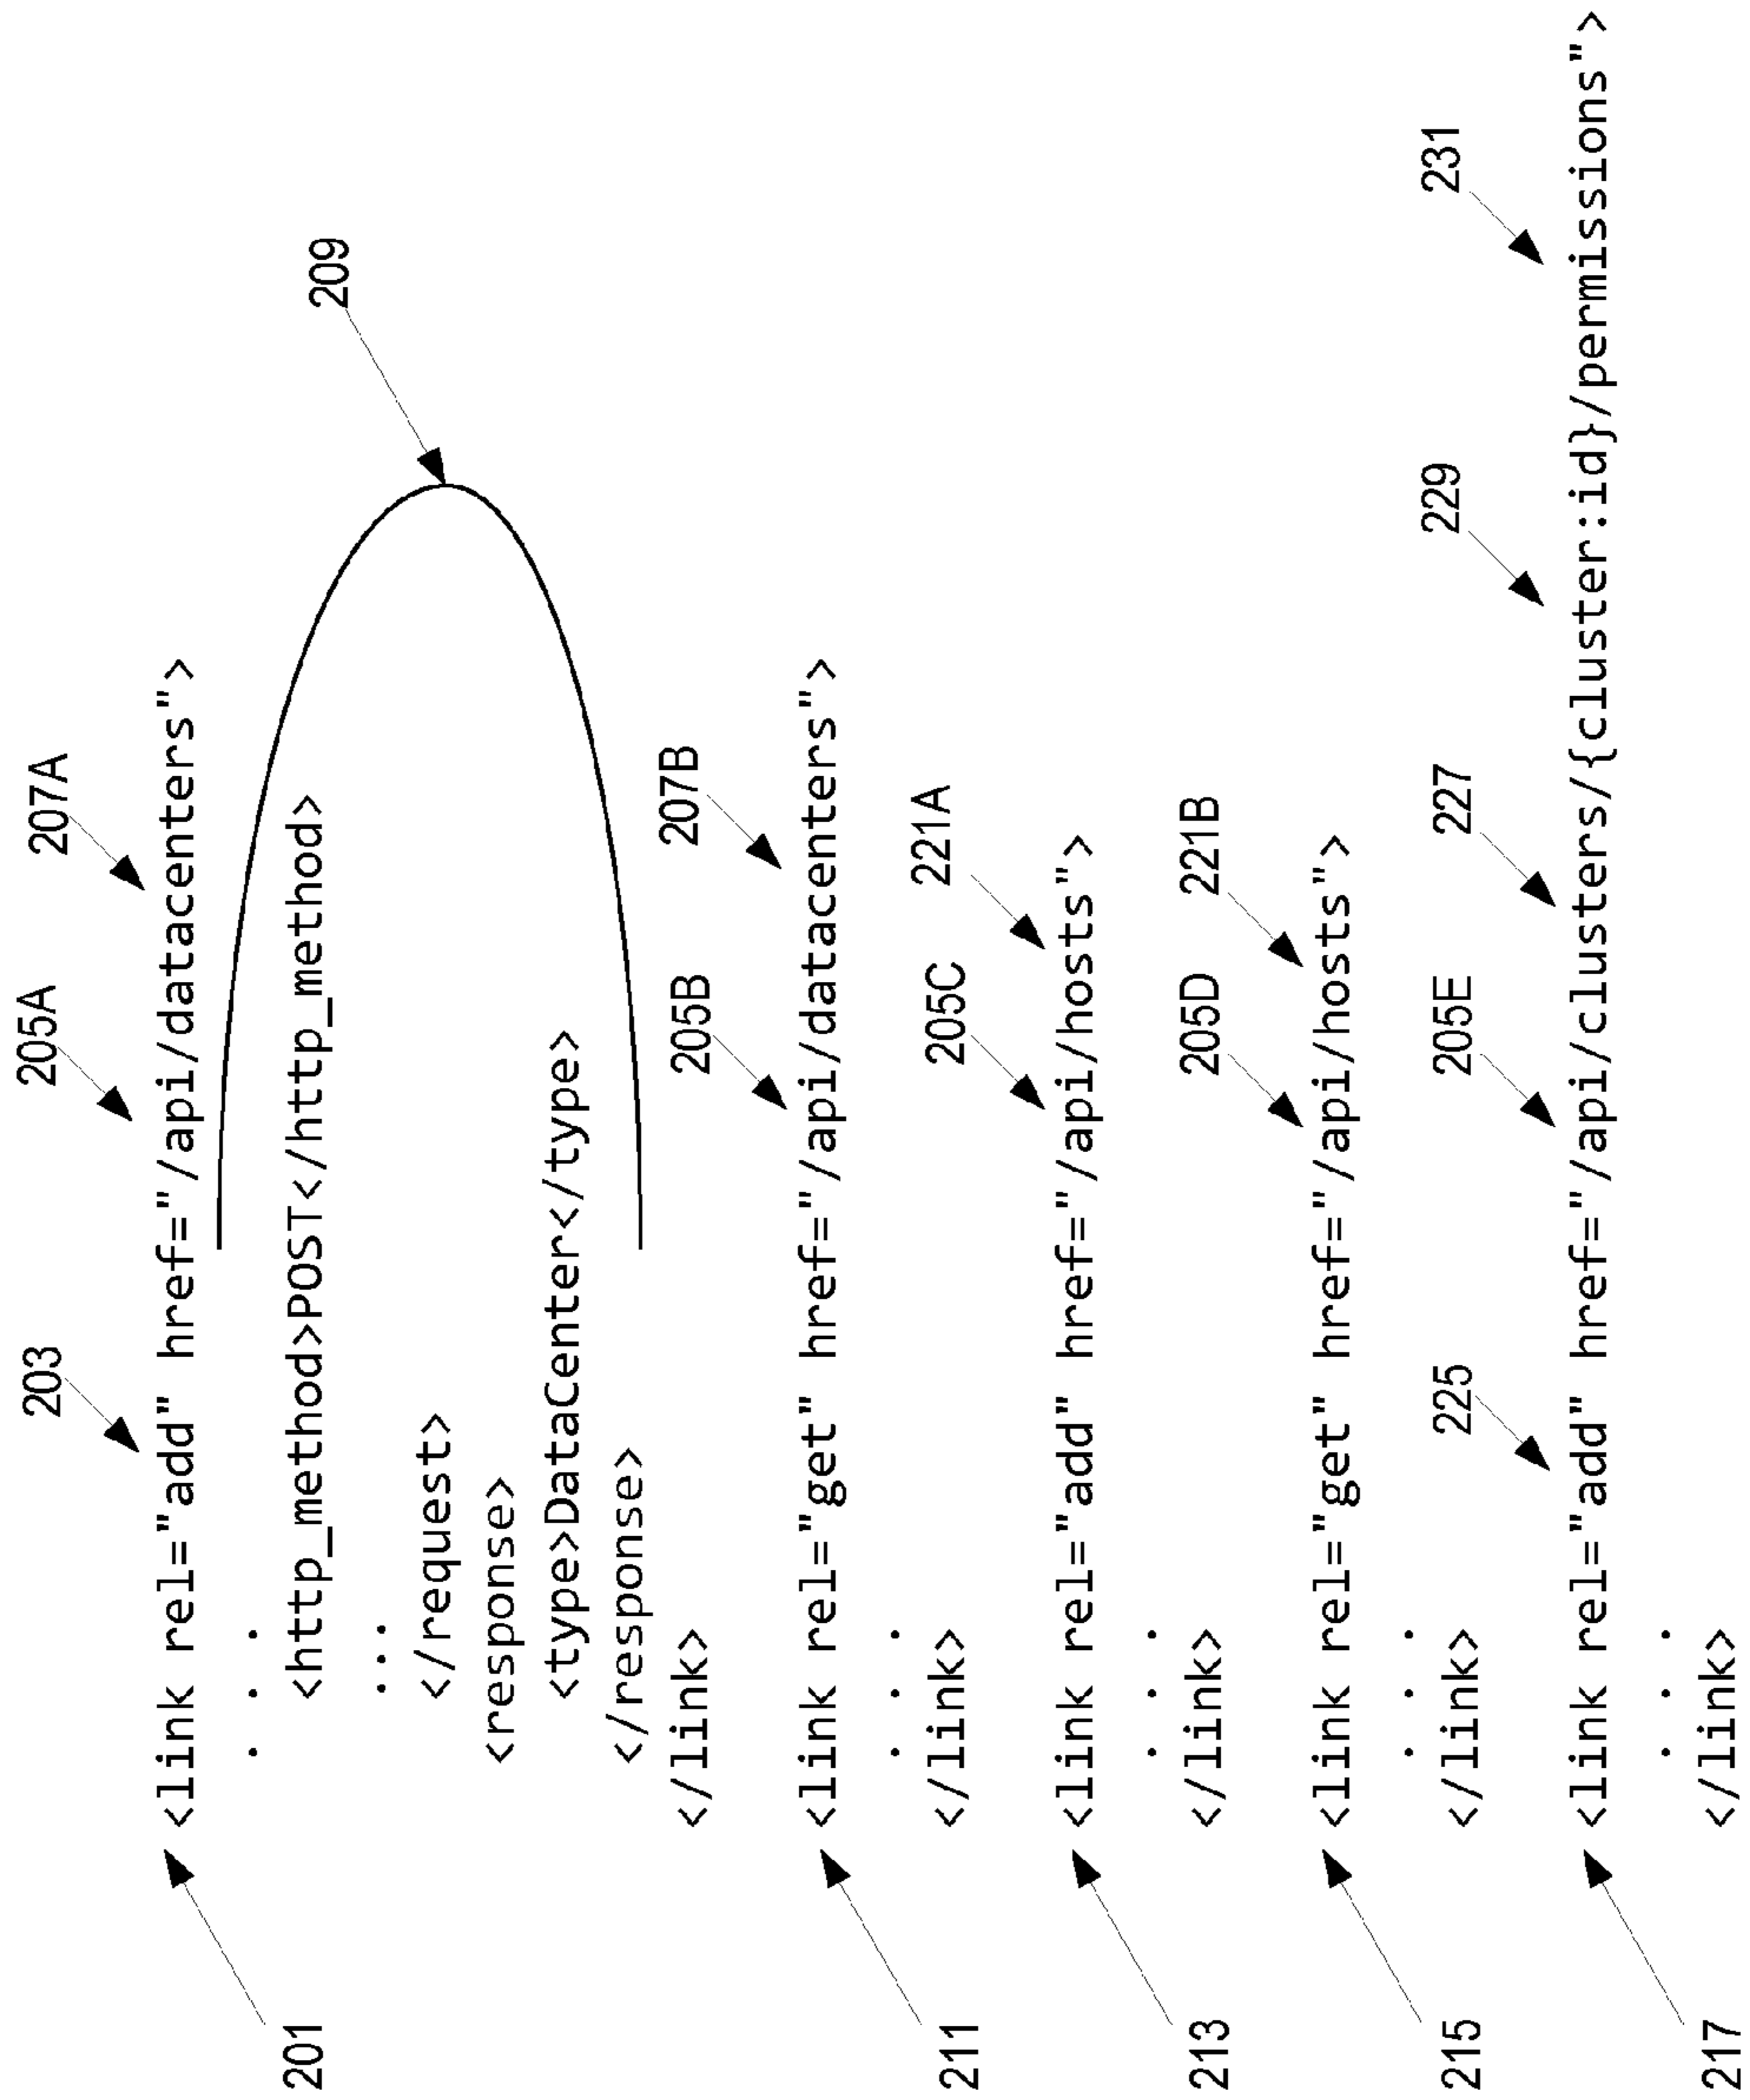 203 205A 207A
<link rel="add" href="/api/datacenters">
201
. . .
<http_method>POST</http_method>
209
...
</request>
<response>
<type>DataCenter</type>
</response>
</link>
205B 207B
<link rel="get" href="/api/datacenters">
211
. . .
</link>
205C 221A
<link rel="add" href="/api/hosts">
213
. . .
</link>
205D 221B
<link rel="get" href="/api/hosts">
215
. . .
</link>
225 205E 227 229 231
<link rel="add" href="/api/clusters/{cluster:id}/permissions">
217
. . .
</link>